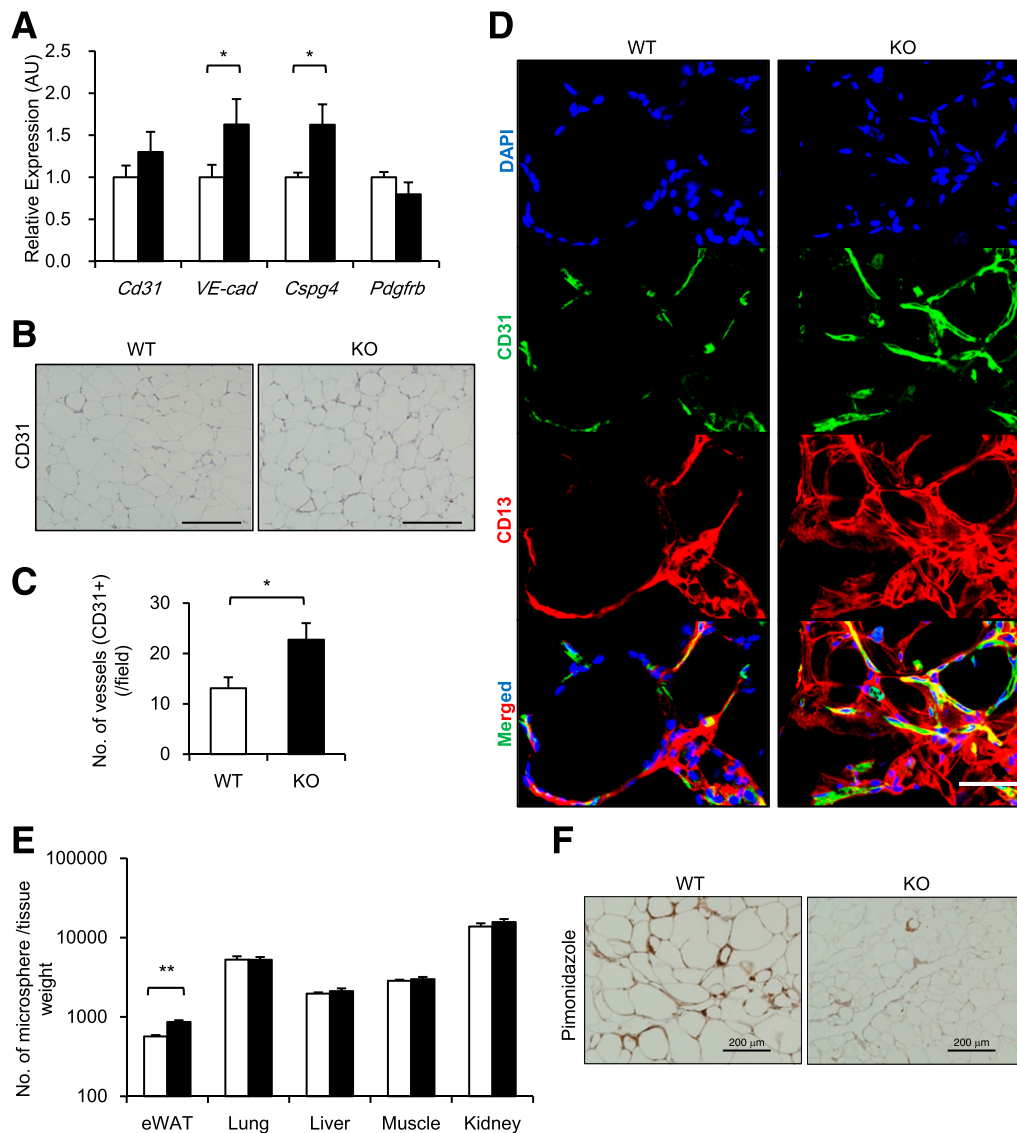 A
Relative Expression (AU)
2.5
2.0
1.5
1.0
0.5
0.0
*
*
Cd31 VE-cad Cspg4 Pdgfrb
B
WT KO
CD31
C
No. of vessels (CD31+)
(/field)
30
20
10
0
*
WT KO
D
WT KO
DAPI
CD31
CD13
Merged
E
No. of microsphere /tissue
weight
100000
10000
1000
100
**
eWAT Lung Liver Muscle Kidney
F
WT KO
Pimonidazole
200 µm 200 µm